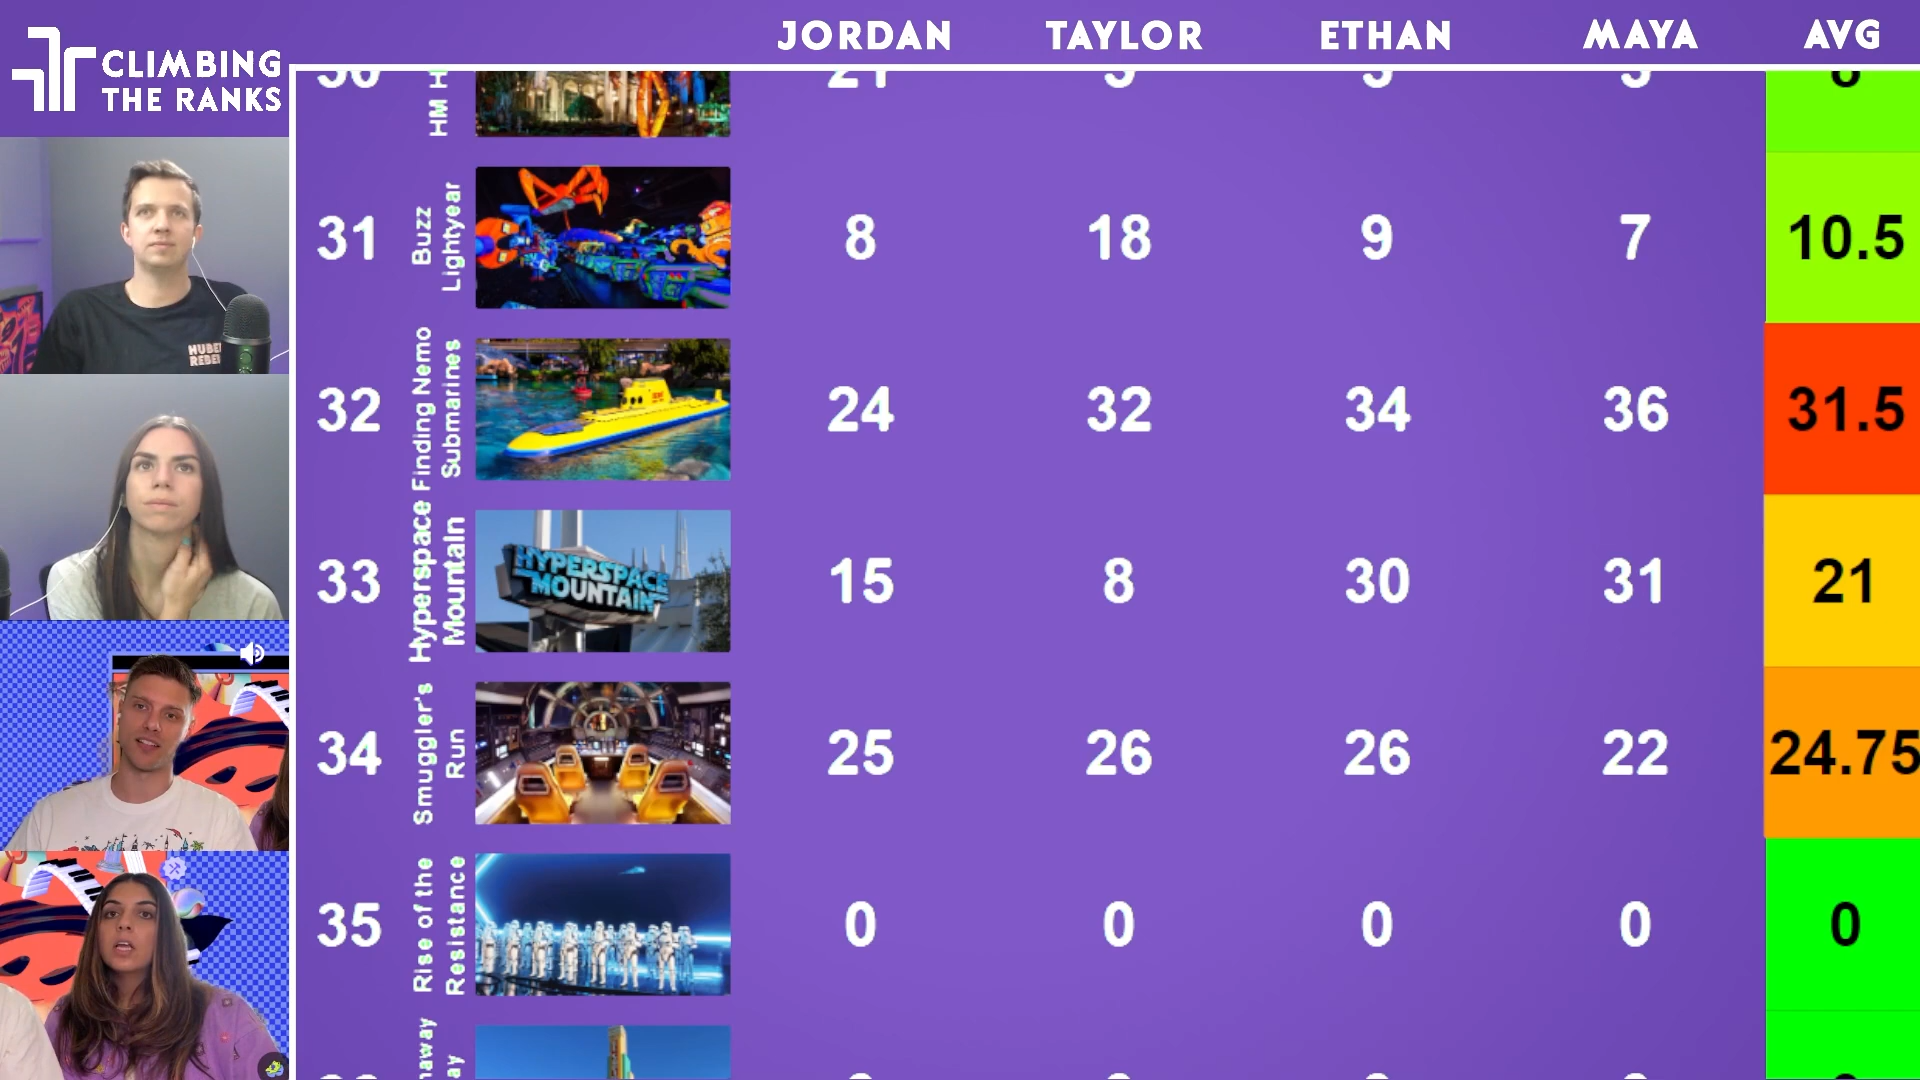 CLIMBING
THE RANKS
JORDAN TAYLOR ETHAN MAYA AVG
HM H
31 Buzz Lightyear 8 18 9 7 10.5
32 Finding Nemo Submarines 24 32 34 36 31.5
HYPERSPACE
MOUNTAIN
33 Hyperspace Mountain 15 8 30 31 21
34 Smuggler's Run 25 26 26 22 24.75
35 Rise of the Resistance 0 0 0 0 0